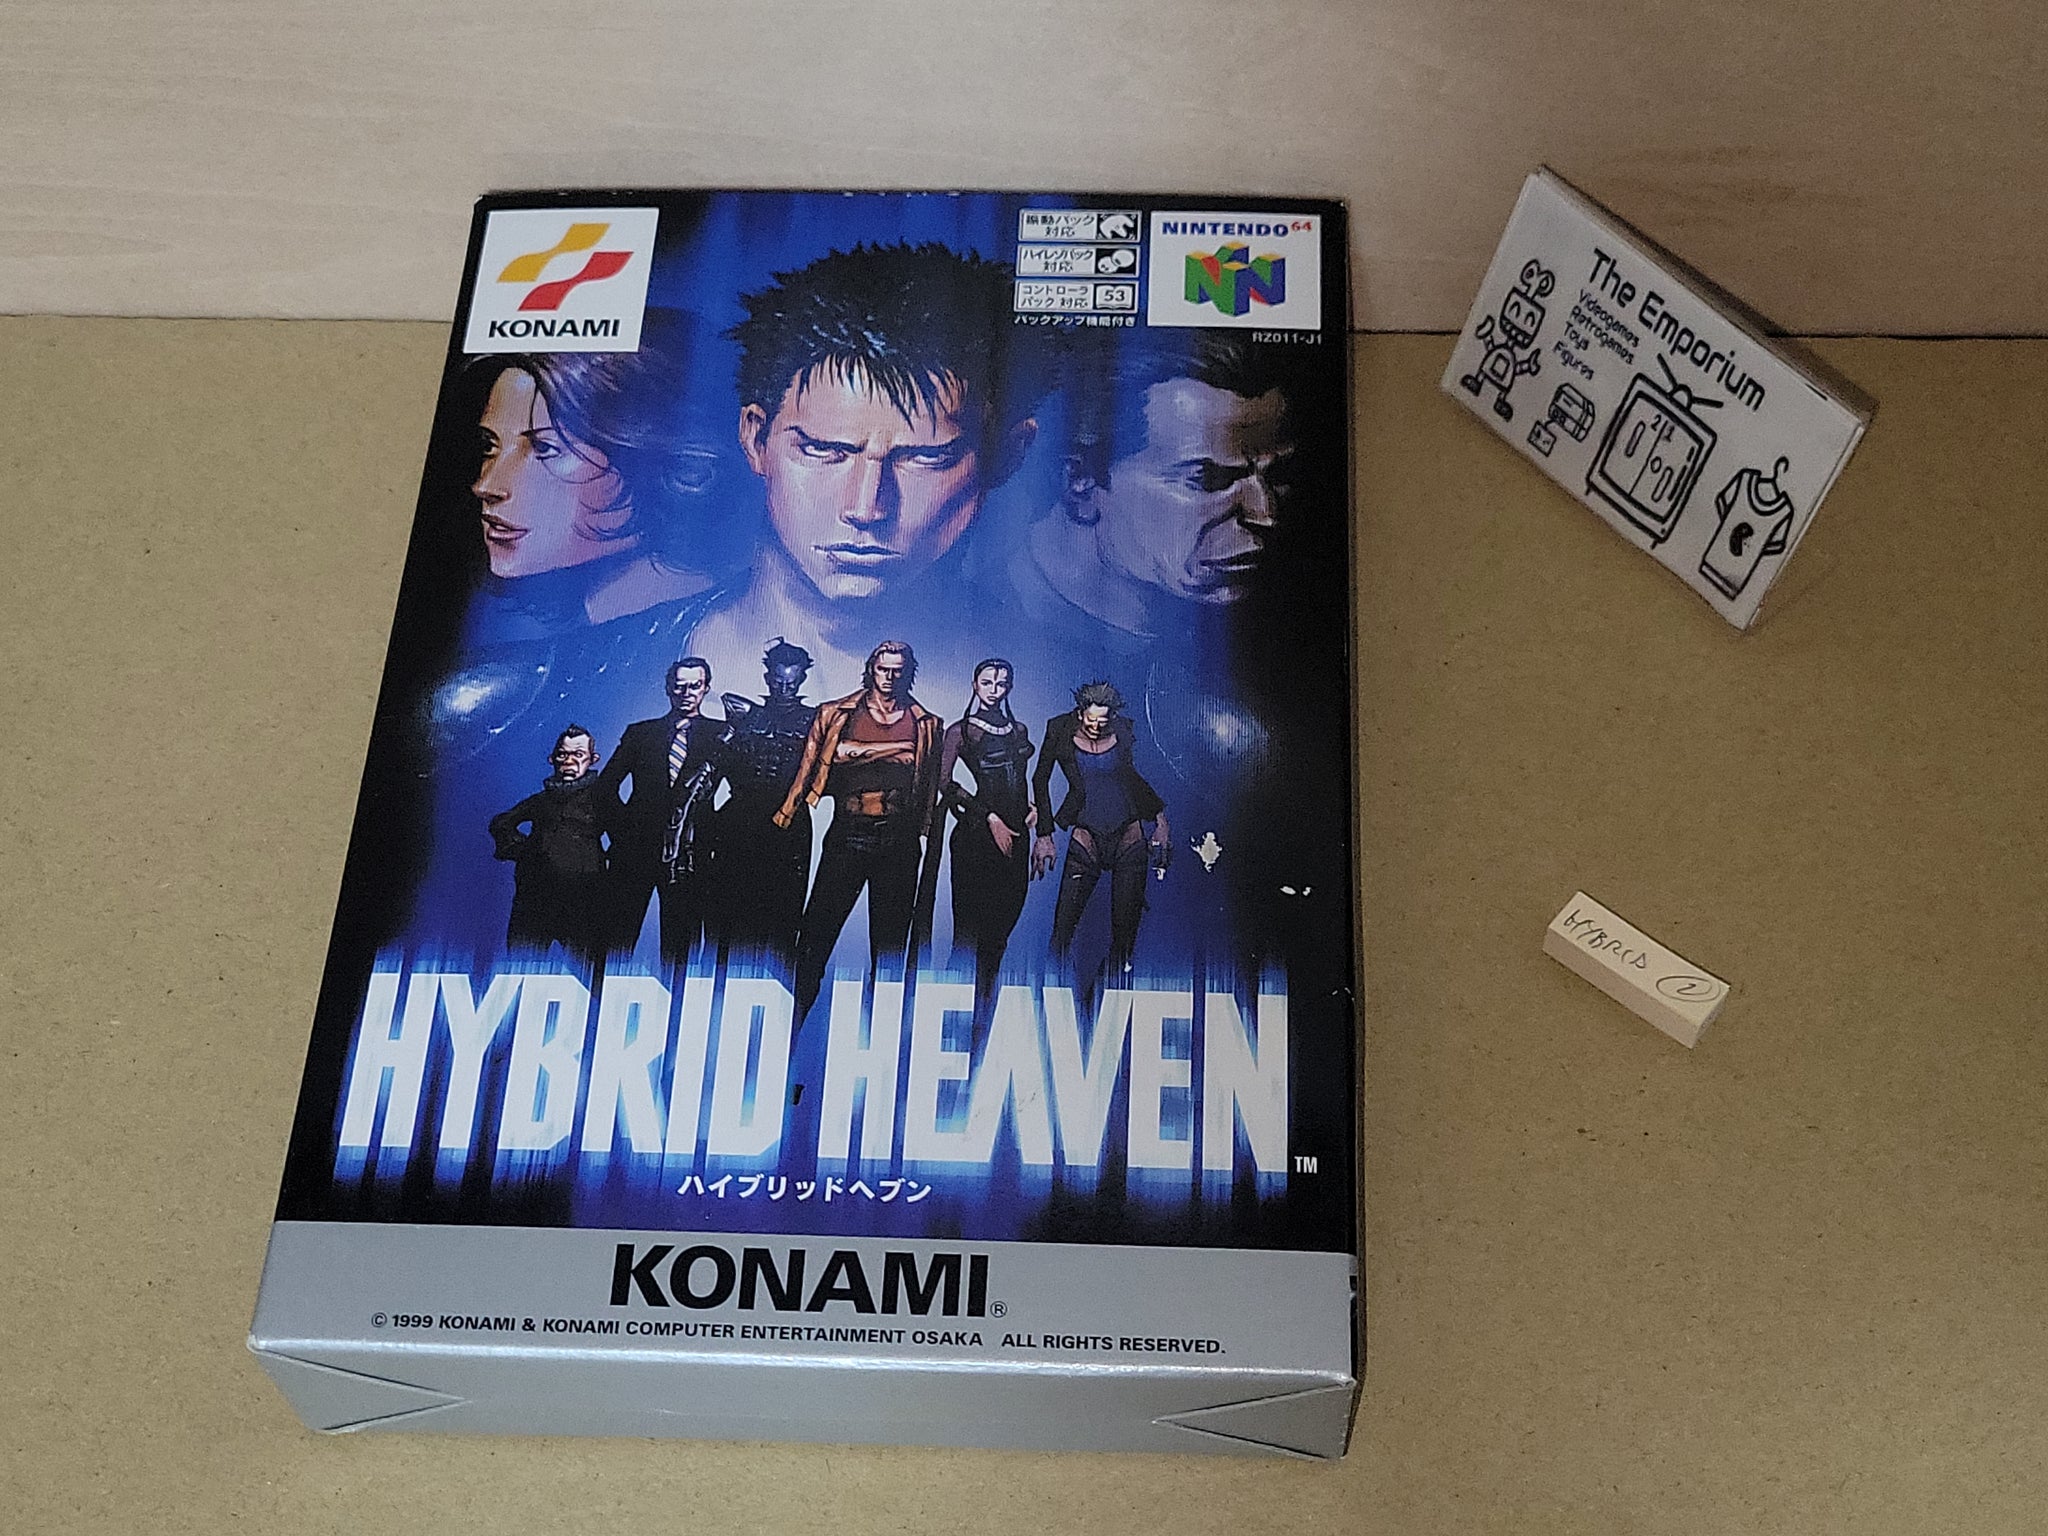 KONAMI
振動パック
対応
ハイレゾパック
対応
コントローラ
パック 対応 53
バックアップ機能付き
NINTENDO 64
RZ011-J1
HYBRID HEAVEN TM
ハイブリッドヘブン
KONAMI ®
© 1999 KONAMI & KONAMI COMPUTER ENTERTAINMENT OSAKA ALL RIGHTS RESERVED.
The Emporium
Videogames
Retrogames
Toys
Figures
21
HYBRID 2